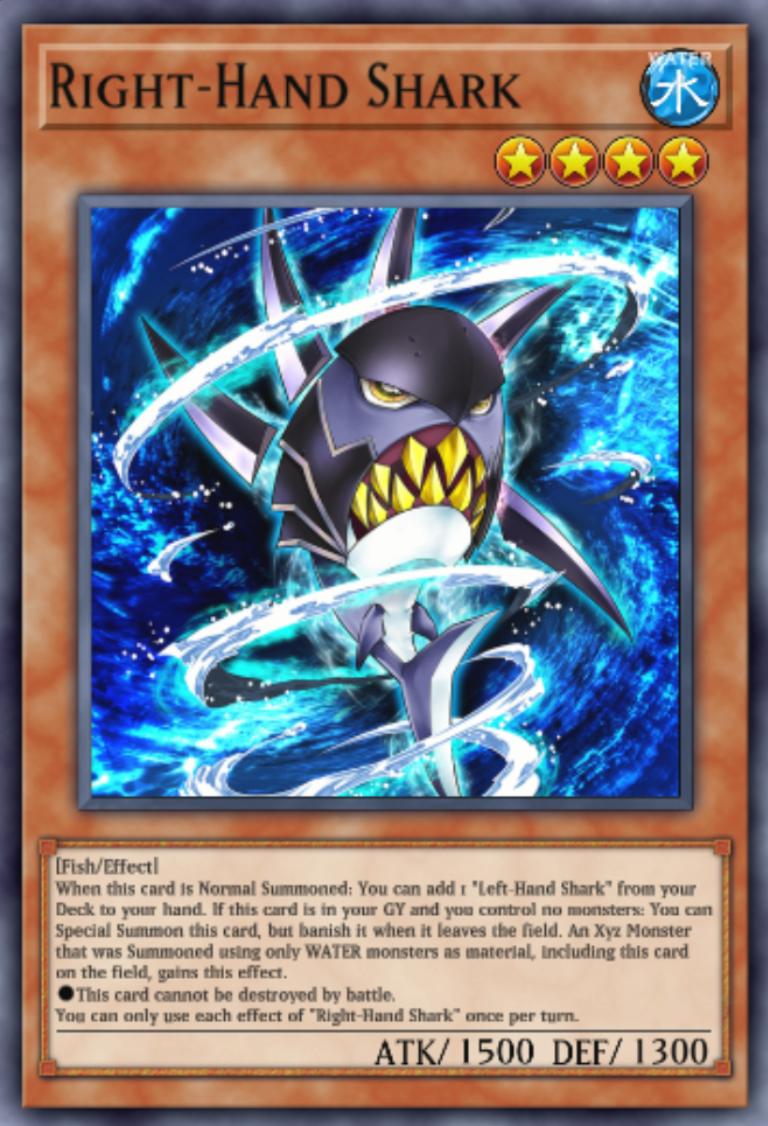 Right-Hand Shark
WATER
水
[Fish/Effect]
When this card is Normal Summoned: You can add 1 "Left-Hand Shark" from your
Deck to your hand. If this card is in your GY and you control no monsters: You can
Special Summon this card, but banish it when it leaves the field. An Xyz Monster
that was Summoned using only WATER monsters as material, including this card
on the field, gains this effect.
●This card cannot be destroyed by battle.
You can only use each effect of "Right-Hand Shark" once per turn.
ATK/ 1500 DEF/ 1300